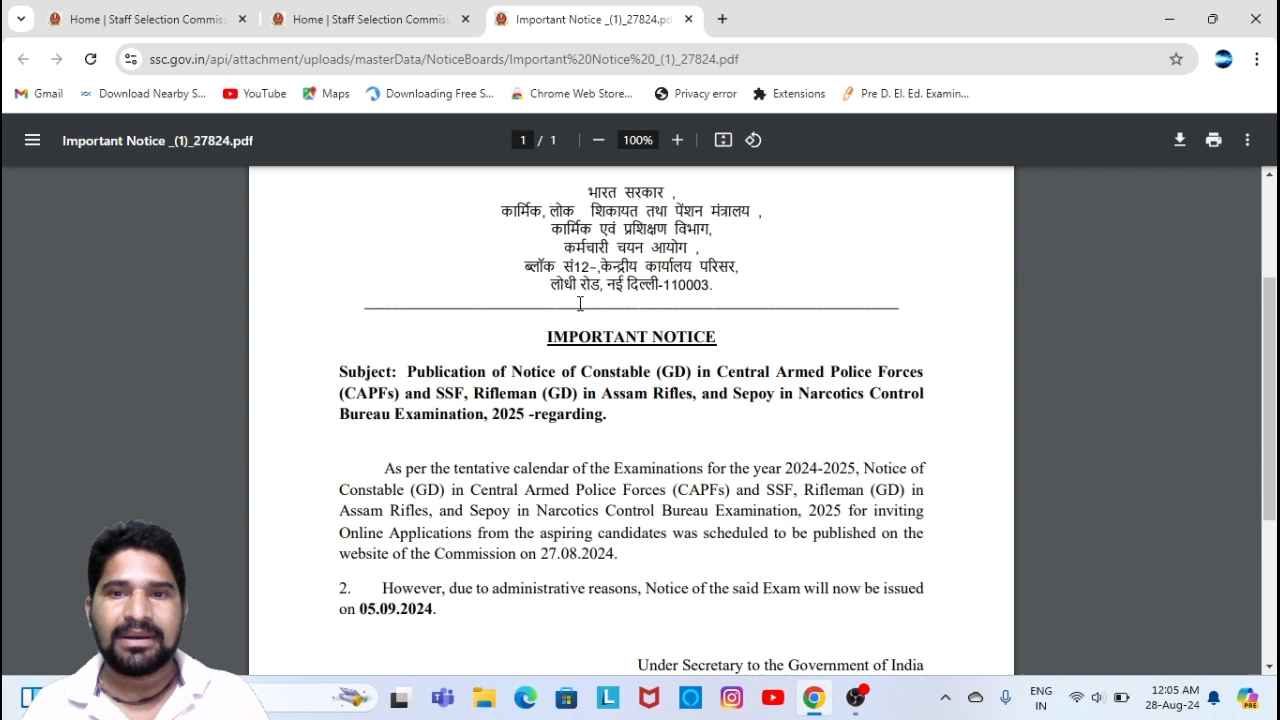 Home | Staff Selection Commis
Home | Staff Selection Commis
Important Notice _(1)_27824.pd
ssc.gov.in/api/attachment/uploads/masterData/NoticeBoards/Important%20Notice%20_(1)_27824.pdf
Gmail
Download Nearby S...
YouTube
Maps
Downloading Free S...
Chrome Web Store...
Privacy error
Extensions
Pre D. El. Ed. Examin...
Important Notice _(1)_27824.pdf
1 / 1
100%
भारत सरकार ,
कार्मिक, लोक शिकायत तथा पेंशन मंत्रालय ,
कार्मिक एवं प्रशिक्षण विभाग,
कर्मचारी चयन आयोग ,
ब्लॉक सं12–,केन्द्रीय कार्यालय परिसर,
लोधी रोड, नई दिल्ली-110003.
IMPORTANT NOTICE
Subject: Publication of Notice of Constable (GD) in Central Armed Police Forces
(CAPFs) and SSF, Rifleman (GD) in Assam Rifles, and Sepoy in Narcotics Control
Bureau Examination, 2025 -regarding.
As per the tentative calendar of the Examinations for the year 2024-2025, Notice of
Constable (GD) in Central Armed Police Forces (CAPFs) and SSF, Rifleman (GD) in
Assam Rifles, and Sepoy in Narcotics Control Bureau Examination, 2025 for inviting
Online Applications from the aspiring candidates was scheduled to be published on the
website of the Commission on 27.08.2024.
2. However, due to administrative reasons, Notice of the said Exam will now be issued
on 05.09.2024.
Under Secretary to the Government of India
L
ENG
IN
12:05 AM
28-Aug-24
PRE